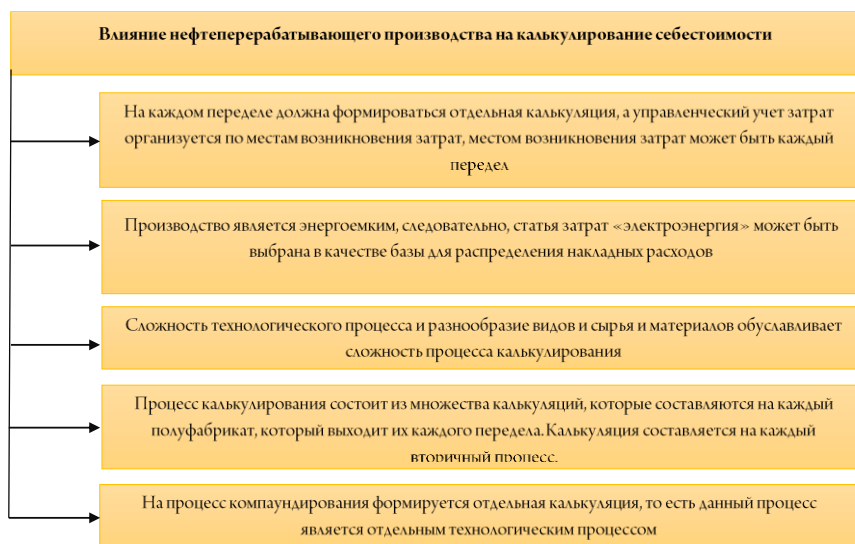 Влияние нефтеперерабатывающего производства на калькулирование себестоимости
На каждом переделе должна формироваться отдельная калькуляция, а управленческий учет затрат
организуется по местам возникновения затрат, местом возникновения затрат может быть каждый
передел
Производство является энергоемким, следовательно, статья затрат «электроэнергия» может быть
выбрана в качестве базы для распределения накладных расходов
Сложность технологического процесса и разнообразие видов и сырья и материалов обуславливает
сложность процесса калькулирования
Процесс калькулирования состоит из множества калькуляций, которые составляются на каждый
полуфабрикат, который выходит их каждого передела. Калькуляция составляется на каждый
вторичный процесс.
На процесс компаундирования формируется отдельная калькуляция, то есть данный процесс
является отдельным технологическим процессом